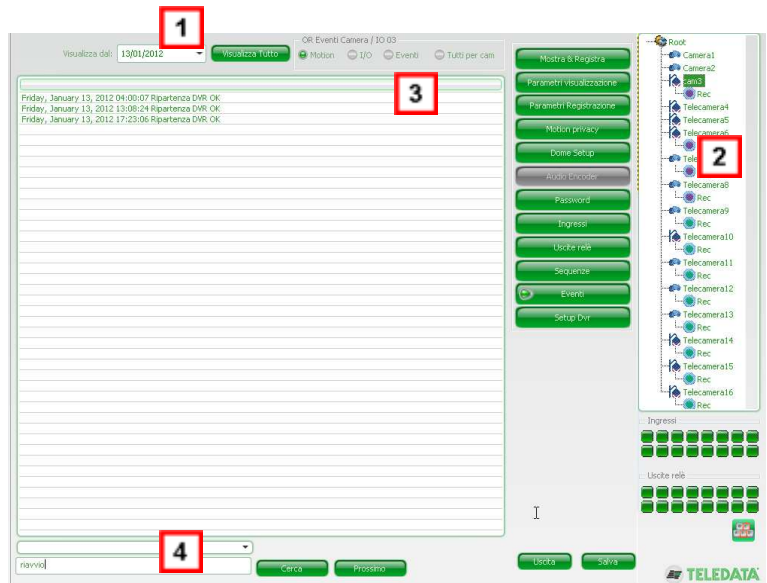 1
OR Eventi Camera / IO 03
Visualizza dal: 13/01/2012 Visualizza Tutto Motion I/O Eventi Tutti per cam
3
Friday, January 13, 2012 04:00:07 Ripartenza DVR OK
Friday, January 13, 2012 13:08:24 Ripartenza DVR OK
Friday, January 13, 2012 17:23:06 Ripartenza DVR OK
4
riavvio
Cerca Prossimo
Mostra & Registra
Parametri visualizzazione
Parametri Registrazione
Motion privacy
Dome Setup
Audio Encoder
Password
Ingressi
Uscite relè
Sequenze
Eventi
Setup Dvr
Uscita Salva
Root
Camera1
Camera2
cam3
Rec
Telecamera4
Telecamera5
Telecamera6
2
Telecamera8
Rec
Telecamera9
Rec
Telecamera10
Rec
Telecamera11
Rec
Telecamera12
Rec
Telecamera13
Rec
Telecamera14
Rec
Telecamera15
Rec
Telecamera16
Rec
Ingressi
Uscite relè
TELEDATA